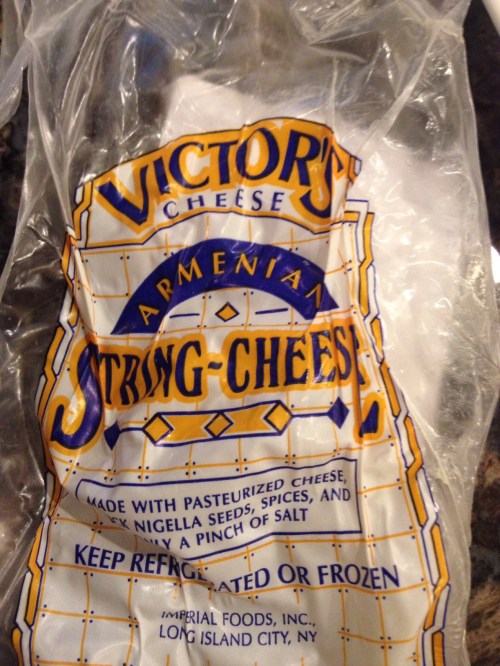 VICTOR'S
CHEESE
ARMENIAN
STRING-CHEESE
MADE WITH PASTEURIZED CHEESE,
NIGELLA SEEDS, SPICES, AND
A PINCH OF SALT
KEEP REFRIGERATED OR FROZEN
IMPERIAL FOODS, INC.,
LONG ISLAND CITY, NY